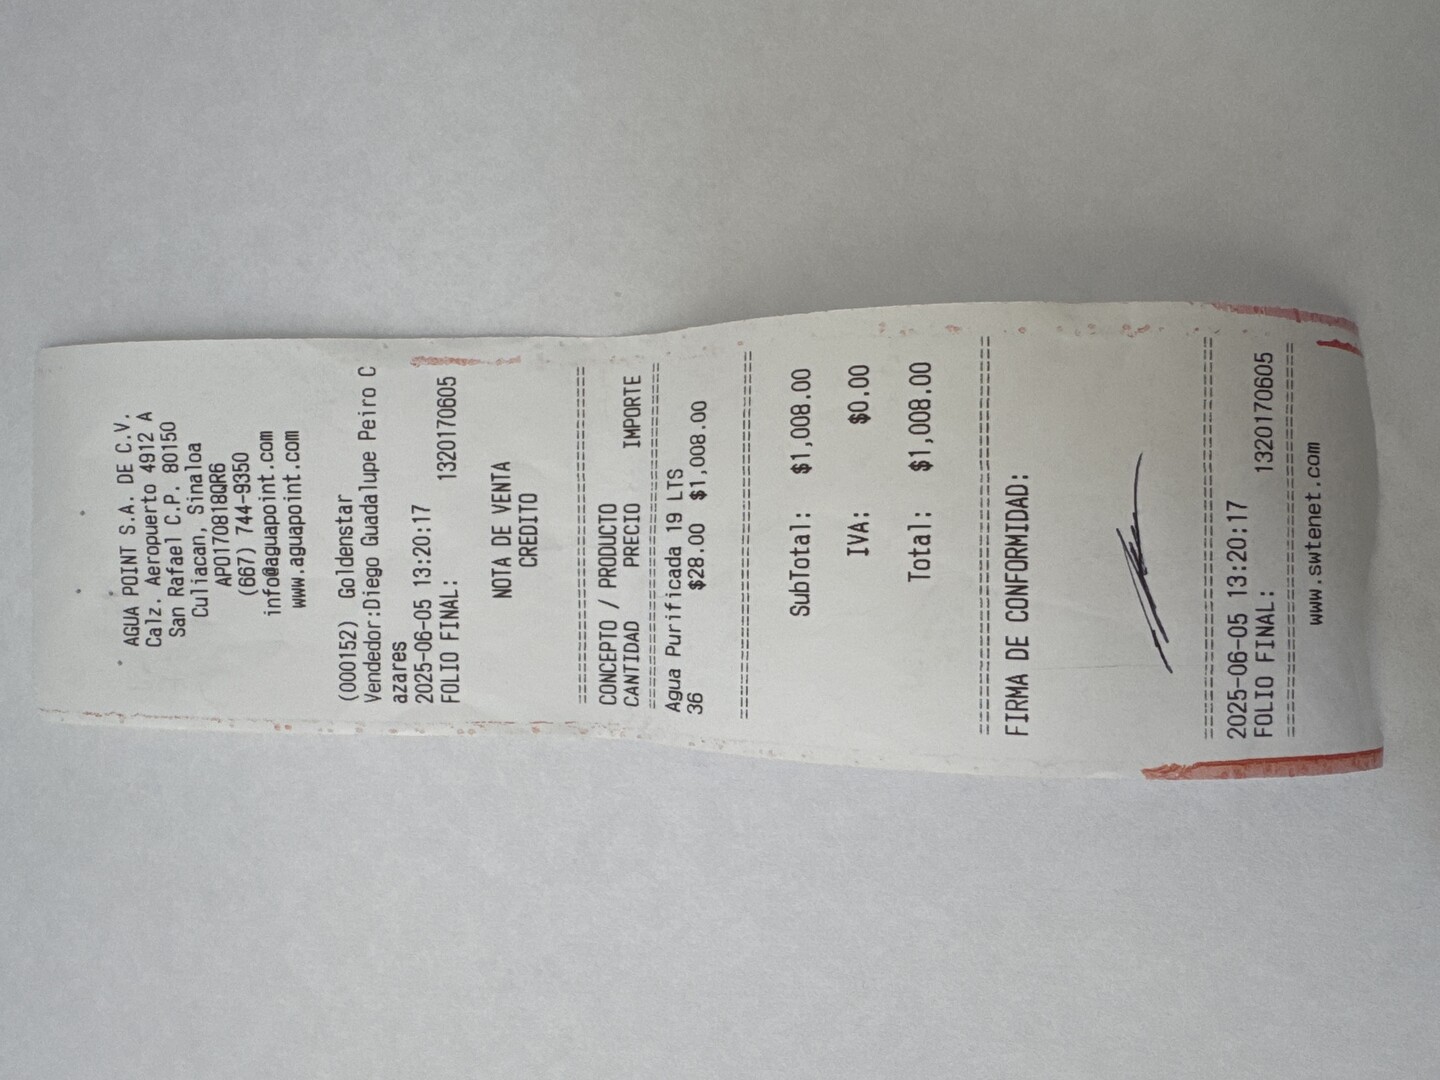 AGUA POINT S.A. DE C.V.
Calz. Aeropuerto 4912 A
San Rafael C.P. 80150
Culiacan, Sinaloa
APO170818QR6
(667) 744-9350
info@aguapoint.com
www.aguapoint.com
(000152) Goldenstar
Vendedor:Diego Guadalupe Peiro C
azares
2025-06-05 13:20:17
FOLIO FINAL: 1320170605
NOTA DE VENTA
CREDITO
================================
CONCEPTO / PRODUCTO
CANTIDAD PRECIO IMPORTE
================================
Agua Purificada 19 LTS
36 $28.00 $1,008.00
================================
SubTotal: $1,008.00
IVA: $0.00
Total: $1,008.00
================================
FIRMA DE CONFORMIDAD:
================================
2025-06-05 13:20:17
FOLIO FINAL: 1320170605
================================
www.swtenet.com